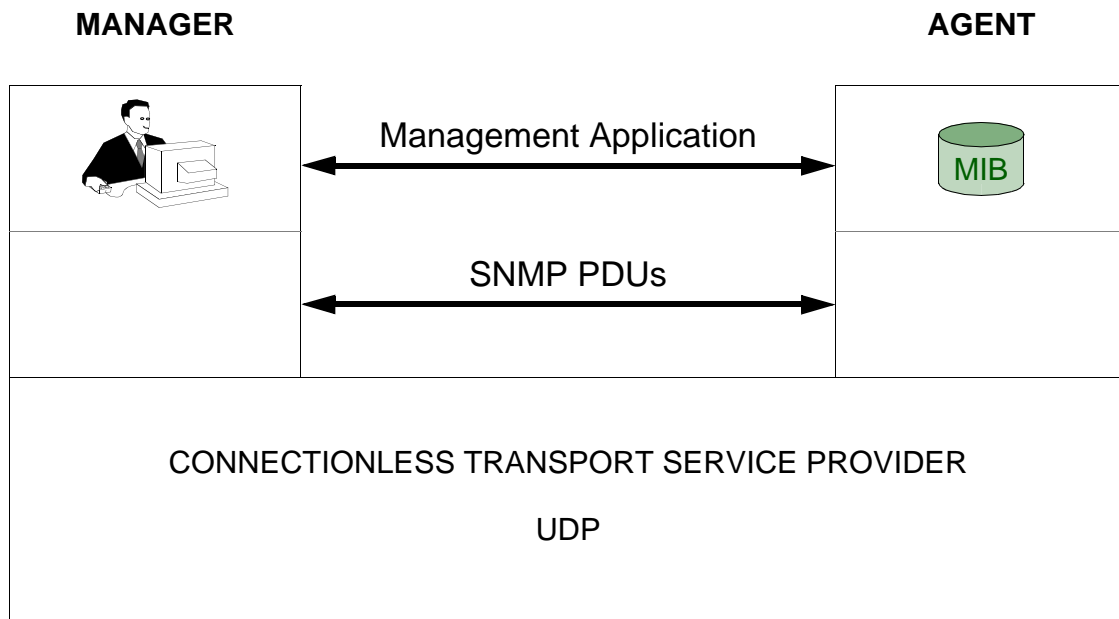 MANAGER
AGENT
Management Application
MIB
SNMP PDUs
CONNECTIONLESS TRANSPORT SERVICE PROVIDER
UDP